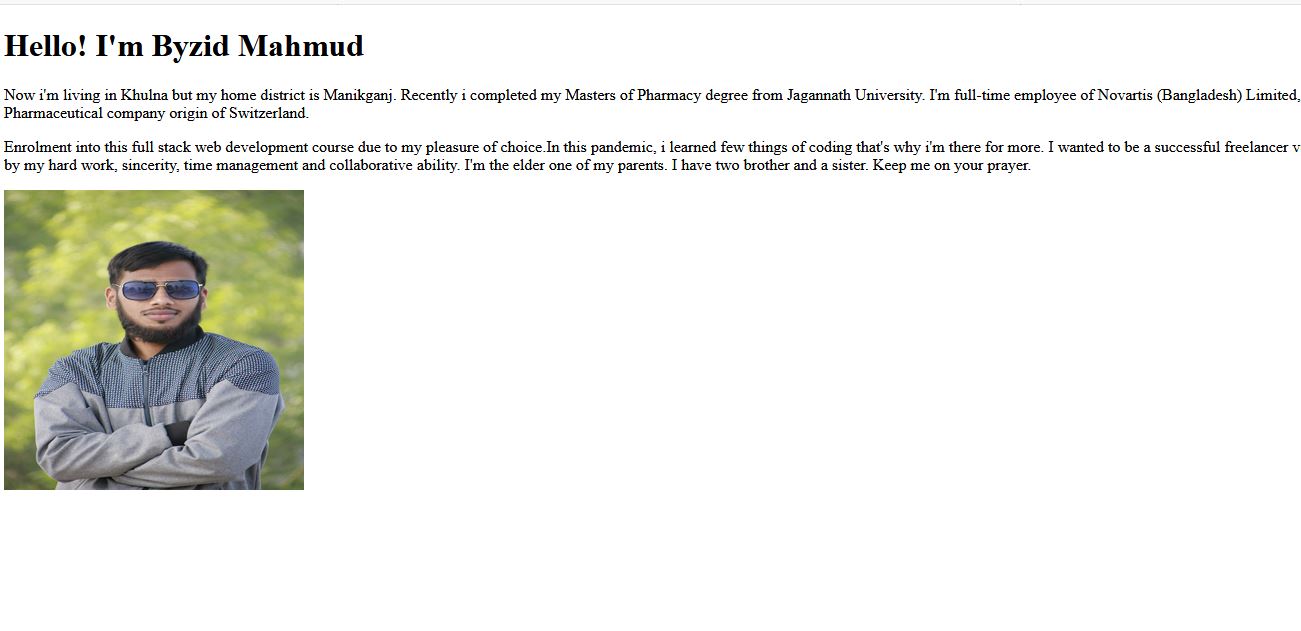 Hello! I'm Byzid Mahmud
Now i'm living in Khulna but my home district is Manikganj. Recently i completed my Masters of Pharmacy degree from Jagannath University. I'm full-time employee of Novartis (Bangladesh) Limited,
Pharmaceutical company origin of Switzerland.
Enrolment into this full stack web development course due to my pleasure of choice.In this pandemic, i learned few things of coding that's why i'm there for more. I wanted to be a successful freelancer
by my hard work, sincerity, time management and collaborative ability. I'm the elder one of my parents. I have two brother and a sister. Keep me on your prayer.